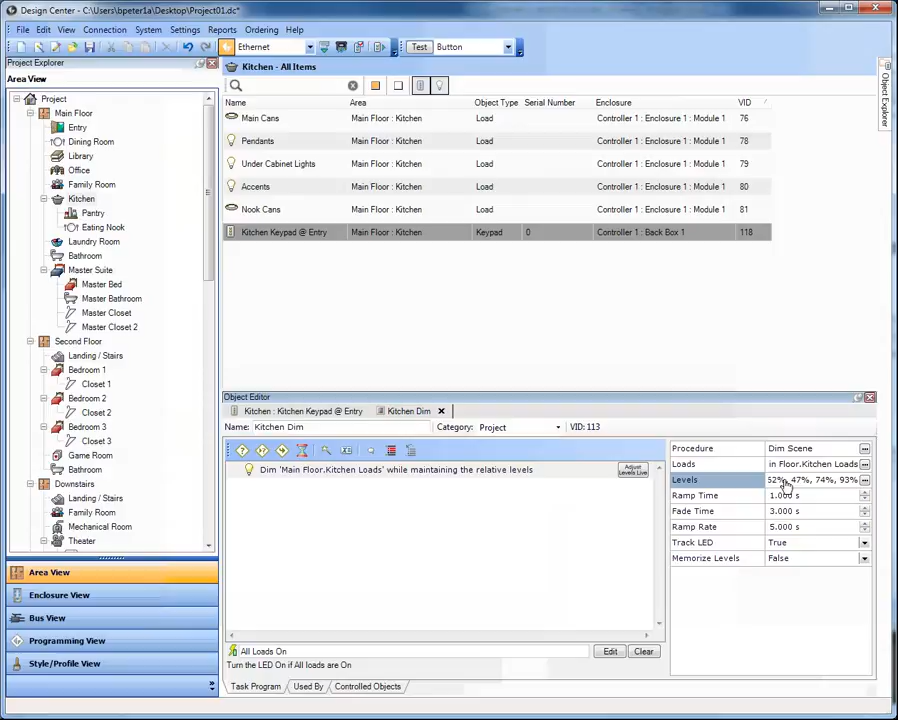 Design Center - C:\Users\bpeter1a\Desktop\Project01.dc*
File Edit View Connection System Settings Reports Ordering Help
Ethernet Test Button
Project Explorer
Area View
Project
Main Floor
Entry
Dining Room
Library
Office
Family Room
Kitchen
Pantry
Eating Nook
Laundry Room
Bathroom
Master Suite
Master Bed
Master Bathroom
Master Closet
Master Closet 2
Second Floor
Landing / Stairs
Bedroom 1
Closet 1
Bedroom 2
Closet 2
Bedroom 3
Closet 3
Game Room
Bathroom
Downstairs
Landing / Stairs
Family Room
Mechanical Room
Theater
Area View
Enclosure View
Bus View
Programming View
Style/Profile View
Kitchen - All Items
Name Area Object Type Serial Number Enclosure VID
Main Cans Main Floor : Kitchen Load Controller 1 : Enclosure 1 : Module 1 76
Pendants Main Floor : Kitchen Load Controller 1 : Enclosure 1 : Module 1 78
Under Cabinet Lights Main Floor : Kitchen Load Controller 1 : Enclosure 1 : Module 1 79
Accents Main Floor : Kitchen Load Controller 1 : Enclosure 1 : Module 1 80
Nook Cans Main Floor : Kitchen Load Controller 1 : Enclosure 1 : Module 1 81
Kitchen Keypad @ Entry Main Floor : Kitchen Keypad 0 Controller 1 : Back Box 1 118
Object Explorer
Object Editor
Kitchen : Kitchen Keypad @ Entry Kitchen Dim
Name: Kitchen Dim Category: Project VID: 113
Dim 'Main Floor.Kitchen Loads' while maintaining the relative levels
Adjust Levels Live
Procedure Dim Scene
Loads in Floor.Kitchen Loads
Levels 52%, 47%, 74%, 93%
Ramp Time 1.000 s
Fade Time 3.000 s
Ramp Rate 5.000 s
Track LED True
Memorize Levels False
All Loads On Edit Clear
Turn the LED On if All loads are On
Task Program Used By Controlled Objects